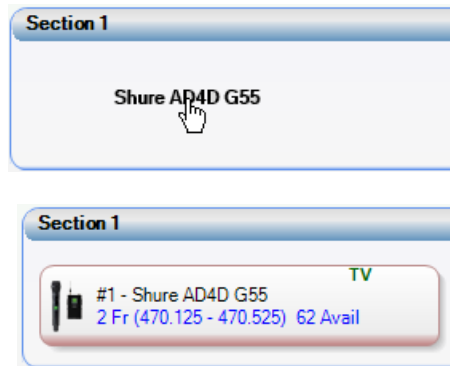 Section 1
Shure AD4D G55
Section 1
TV
#1 - Shure AD4D G55
2 Fr (470.125 - 470.525) 62 Avail